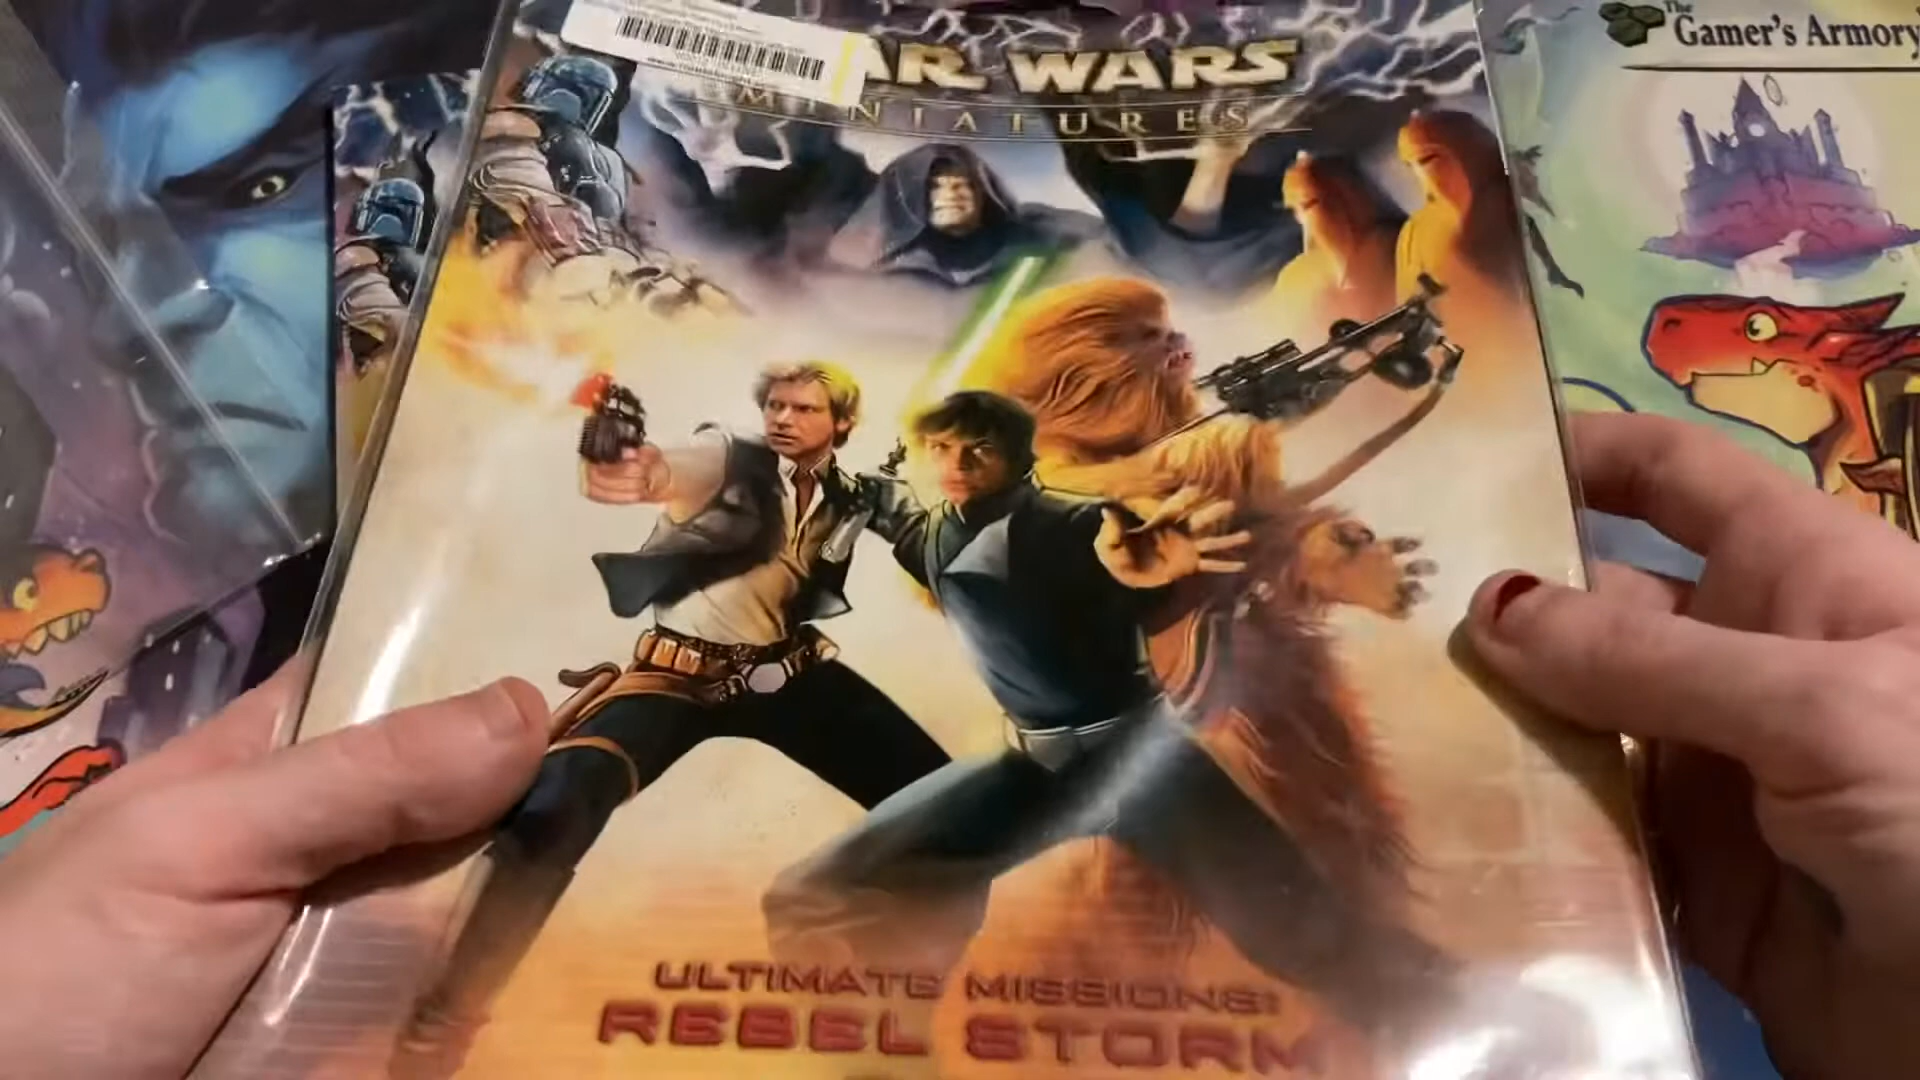 The
Gamer's Armory
AR WARS
MINIATURES
ULTIMATE MISSIONS:
REBEL STORM